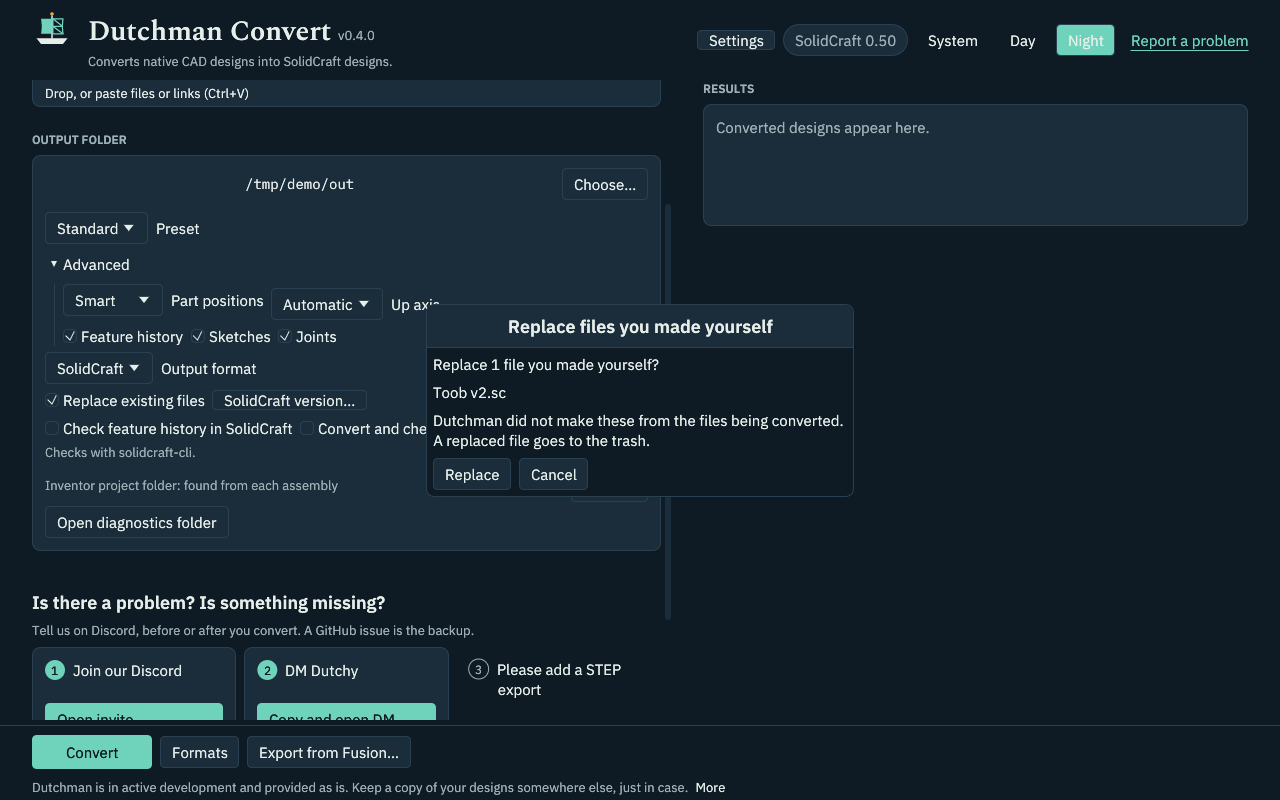 Dutchman Convert v0.4.0
Converts native CAD designs into SolidCraft designs.
Settings
SolidCraft 0.50
System
Day
Night
Report a problem
Drop, or paste files or links (Ctrl+V)
OUTPUT FOLDER
/tmp/demo/out
Choose...
Standard
Preset
Advanced
Smart
Part positions
Automatic
Up axis
Feature history
Sketches
Joints
SolidCraft
Output format
Replace existing files
SolidCraft version...
Check feature history in SolidCraft
Convert and che
Checks with solidcraft-cli.
Inventor project folder: found from each assembly
Open diagnostics folder
RESULTS
Converted designs appear here.
Replace files you made yourself
Replace 1 file you made yourself?
Toob v2.sc
Dutchman did not make these from the files being converted.
A replaced file goes to the trash.
Replace
Cancel
Is there a problem? Is something missing?
Tell us on Discord, before or after you convert. A GitHub issue is the backup.
1 Join our Discord
Open invite
2 DM Dutchy
Copy and open DM
3 Please add a STEP
export
Convert
Formats
Export from Fusion...
Dutchman is in active development and provided as is. Keep a copy of your designs somewhere else, just in case. More